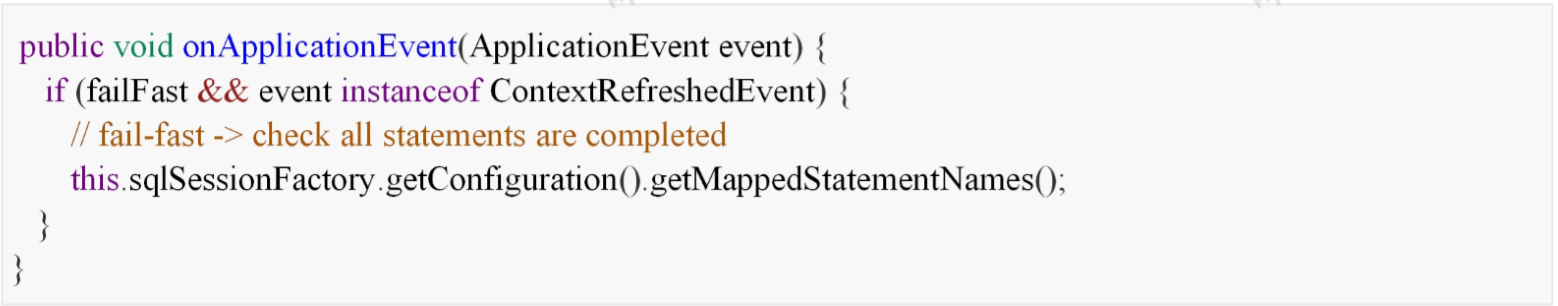 public void onApplicationEvent(ApplicationEvent event) {
if (failFast && event instanceof ContextRefreshedEvent) {
// fail-fast -> check all statements are completed
this.sqlSessionFactory.getConfiguration().getMappedStatementNames();
}
}